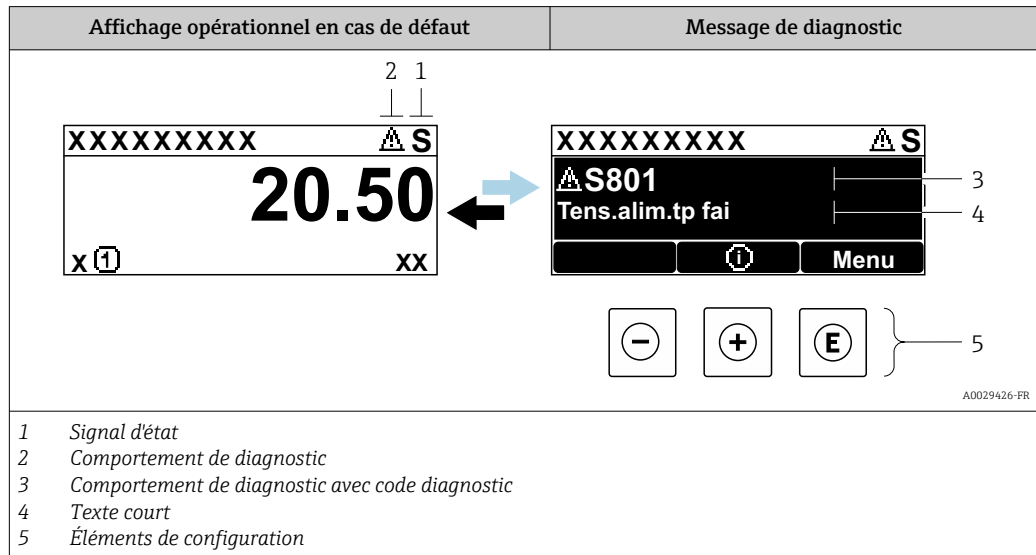 Affichage opérationnel en cas de défaut
Message de diagnostic
2 1
XXXXXXXXX ⚠ S
20.50
X ① XX
XXXXXXXXX ⚠ S
⚠S801
3
Tens.alim.tp fai
4
ⓘ Menu
− + E
5
A0029426-FR
1 Signal d'état
2 Comportement de diagnostic
3 Comportement de diagnostic avec code diagnostic
4 Texte court
5 Éléments de configuration